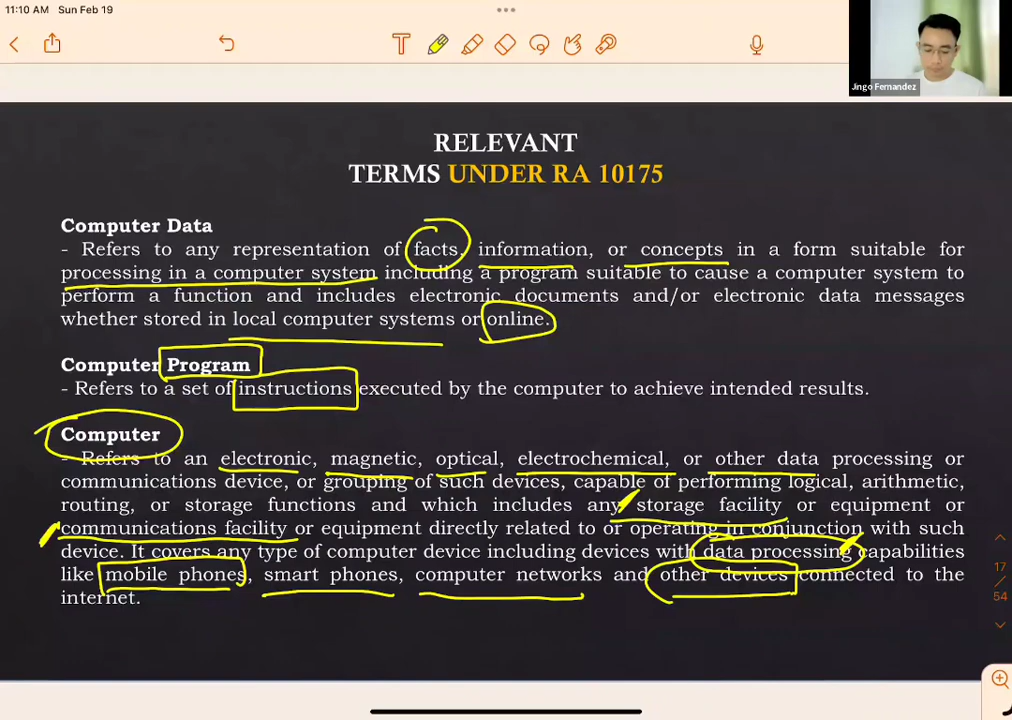 11:10 AM Sun Feb 19
Jingo Fernandez
RELEVANT
TERMS UNDER RA 10175
Computer Data
- Refers to any representation of facts, information, or concepts in a form suitable for
processing in a computer system including a program suitable to cause a computer system to
perform a function and includes electronic documents and/or electronic data messages
whether stored in local computer systems or online.
Computer Program
- Refers to a set of instructions executed by the computer to achieve intended results.
Computer
- Refers to an electronic, magnetic, optical, electrochemical, or other data processing or
communications device, or grouping of such devices, capable of performing logical, arithmetic,
routing, or storage functions and which includes any storage facility or equipment or
communications facility or equipment directly related to or operating in conjunction with such
device. It covers any type of computer device including devices with data processing capabilities
like mobile phones, smart phones, computer networks and other devices connected to the
internet.
17
/
54